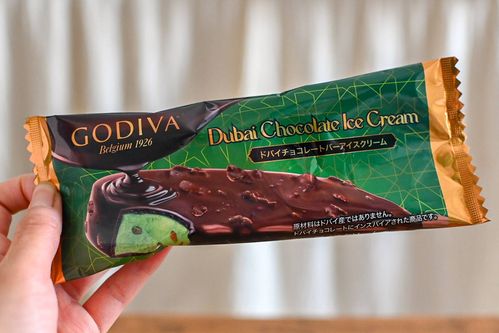 GODIVA
Belgium 1926
Dubai Chocolate Ice Cream
ドバイチョコレートバーアイスクリーム
原材料はドバイ産ではありません。
ドバイチョコレートにインスパイアされた商品です。